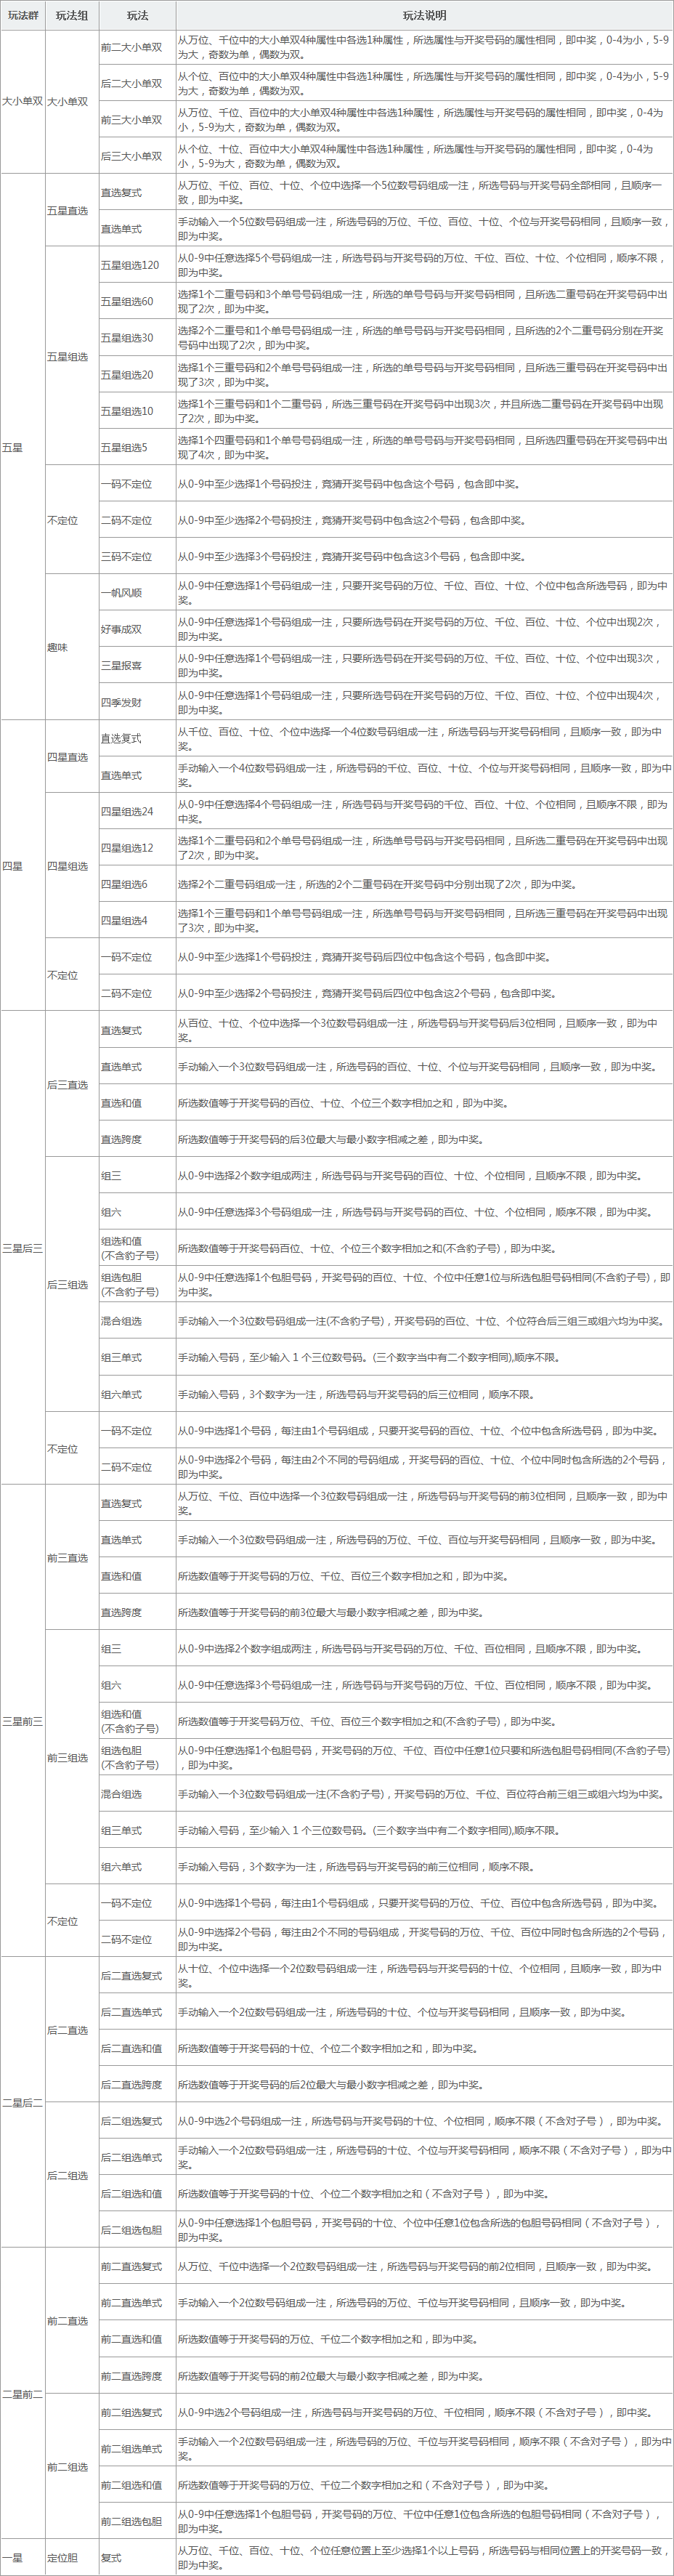 玩法群 玩法组 玩法 玩法说明
大小单双 大小单双 前二大小单双 从万位、千位中的大小单双4种属性中各选1种属性，所选属性与开奖号码的属性相同，即中奖，0-4为小，5-9
为大，奇数为单，偶数为双。
后二大小单双 从个位、百位中的大小单双4种属性中各选1种属性，所选属性与开奖号码的属性相同，即中奖，0-4为小，5-9
为大，奇数为单，偶数为双。
前三大小单双 从万位、千位、百位中的大小单双4种属性中各选1种属性，所选属性与开奖号码的属性相同，即中奖，0-4为
小，5-9为大，奇数为单，偶数为双。
后三大小单双 从个位、十位、百位中大小单双4种属性中各选1种属性，所选属性与开奖号码的属性相同，即中奖，0-4为
小，5-9为大，奇数为单，偶数为双。
五星 五星直选 直选复式 从万位、千位、百位、十位、个位中选择一个5位数号码组成一注，所选号码与开奖号码全部相同，且顺序一
致，即为中奖。
直选单式 手动输入一个5位数号码组成一注，所选号码的万位、千位、百位、十位、个位与开奖号码相同，且顺序一致，
即为中奖。
五星组选 五星组选120 从0-9中任意选择5个号码组成一注，所选号码与开奖号码的万位、千位、百位、十位、个位相同，顺序不限，
即为中奖。
五星组选60 选择1个二重号码和3个单号号码组成一注，所选的单号号码与开奖号码相同，且所选二重号码在开奖号码中出
现了2次，即为中奖。
五星组选30 选择2个二重号和1个单号号码组成一注，所选的单号号码与开奖号码相同，且所选的2个二重号码分别在开奖
号码中出现了2次，即为中奖。
五星组选20 选择1个三重号码和2个单号号码组成一注，所选的单号号码与开奖号码相同，且所选三重号码在开奖号码中出
现了3次，即为中奖。
五星组选10 选择1个三重号码和1个二重号码，所选三重号码在开奖号码中出现3次，并且所选二重号码在开奖号码中出现
了2次，即为中奖。
五星组选5 选择1个四重号码和1个单号号码组成一注，所选的单号号码与开奖号码相同，且所选四重号码在开奖号码中出
现了4次，即为中奖。
不定位 一码不定位 从0-9中至少选择1个号码投注，竟猜开奖号码中包含这个号码，包含即中奖。
二码不定位 从0-9中至少选择2个号码投注，竟猜开奖号码中包含这2个号码，包含即中奖。
三码不定位 从0-9中至少选择3个号码投注，竟猜开奖号码中包含这3个号码，包含即中奖。
趣味 一帆风顺 从0-9中任意选择1个号码组成一注，只要开奖号码的万位、千位、百位、十位、个位中包含所选号码，即为中
奖。
好事成双 从0-9中任意选择1个号码组成一注，只要所选号码在开奖号码的万位、千位、百位、十位、个位中出现2次，
即为中奖。
三星报喜 从0-9中任意选择1个号码组成一注，只要所选号码在开奖号码的万位、千位、百位、十位、个位中出现3次，
即为中奖。
四季发财 从0-9中任意选择1个号码组成一注，只要所选号码在开奖号码的万位、千位、百位、十位、个位中出现4次，
即为中奖。
四星 四星直选 直选复式 从千位、百位、十位、个位中选择一个4位数号码组成一注，所选号码与开奖号码相同，且顺序一致，即为中
奖。
直选单式 手动输入一个4位数号码组成一注，所选号码的千位、百位、十位、个位与开奖号码相同，且顺序一致，即为中
奖。
四星组选 四星组选24 从0-9中任意选择4个号码组成一注，所选号码与开奖号码的千位、百位、十位、个位相同，且顺序不限，即为
中奖。
四星组选12 选择1个二重号码和2个单号号码组成一注，所选单号号码与开奖号码相同，且所选二重号码在开奖号码中出现
了2次，即为中奖。
四星组选6 选择2个二重号码组成一注，所选的2个二重号码在开奖号码中分别出现了2次，即为中奖。
四星组选4 选择1个三重号码和1个单号号码组成一注，所选单号号码与开奖号码相同，且所选三重号码在开奖号码中出现
了3次，即为中奖。
不定位 一码不定位 从0-9中至少选择1个号码投注，竟猜开奖号码后四位中包含这个号码，包含即中奖。
二码不定位 从0-9中至少选择2个号码投注，竟猜开奖号码后四位中包含这2个号码，包含即中奖。
三星后三 后三直选 直选复式 从百位、十位、个位中选择一个3位数号码组成一注，所选号码与开奖号码后3位相同，且顺序一致，即为中
奖。
直选单式 手动输入一个3位数号码组成一注，所选号码的百位、十位、个位与开奖号码相同，且顺序一致，即为中奖。
直选和值 所选数值等于开奖号码的百位、十位、个位三个数字相加之和，即为中奖。
直选跨度 所选数值等于开奖号码的后3位最大与最小数字相减之差，即为中奖。
后三组选 组三 从0-9中选择2个数字组成两注，所选号码与开奖号码的百位、十位、个位相同，且顺序不限，即为中奖。
组六 从0-9中任意选择3个号码组成一注，所选号码与开奖号码的百位、十位、个位相同，顺序不限，即为中奖。
组选和值
(不含豹子号) 所选数值等于开奖号码百位、十位、个位三个数字相加之和(不含豹子号)，即为中奖。
组选包胆
(不含豹子号) 从0-9中任意选择1个包胆号码，开奖号码的百位、十位、个位中任意1位与所选包胆号码相同(不含豹子号)，即
为中奖。
混合组选 手动输入一个3位数号码组成一注(不含豹子号)，开奖号码的百位、十位、个位符合后三组三或组六均为中奖。
组三单式 手动输入号码，至少输入 1 个三位数号码。(三个数字当中有二个数字相同),顺序不限。
组六单式 手动输入号码，3个数字为一注，所选号码与开奖号码的后三位相同，顺序不限。
不定位 一码不定位 从0-9中选择1个号码，每注由1个号码组成，只要开奖号码的百位、十位、个位中包含所选号码，即为中奖。
二码不定位 从0-9中选择2个号码，每注由2个不同的号码组成，开奖号码的百位、十位、个位中同时包含所选的2个号码，
即为中奖。
三星前三 前三直选 直选复式 从万位、千位、百位中选择一个3位数号码组成一注，所选号码与开奖号码的前3位相同，且顺序一致，即为中
奖。
直选单式 手动输入一个3位数号码组成一注，所选号码的万位、千位、百位与开奖号码相同，且顺序一致，即为中奖。
直选和值 所选数值等于开奖号码的万位、千位、百位三个数字相加之和，即为中奖。
直选跨度 所选数值等于开奖号码的前3位最大与最小数字相减之差，即为中奖。
前三组选 组三 从0-9中选择2个数字组成两注，所选号码与开奖号码的万位、千位、百位相同，且顺序不限，即为中奖。
组六 从0-9中任意选择3个号码组成一注，所选号码与开奖号码的万位、千位、百位相同，顺序不限，即为中奖。
组选和值
(不含豹子号) 所选数值等于开奖号码万位、千位、百位三个数字相加之和(不含豹子号)，即为中奖。
组选包胆
(不含豹子号) 从0-9中任意选择1个包胆号码，开奖号码的万位、千位、百位中任意1位只要和所选包胆号码相同(不含豹子号)
，即为中奖。
混合组选 手动输入一个3位数号码组成一注(不含豹子号)，开奖号码的万位、千位、百位符合前三组三或组六均为中奖。
组三单式 手动输入号码，至少输入 1 个三位数号码。(三个数字当中有二个数字相同),顺序不限。
组六单式 手动输入号码，3个数字为一注，所选号码与开奖号码的前三位相同，顺序不限。
不定位 一码不定位 从0-9中选择1个号码，每注由1个号码组成，只要开奖号码的万位、千位、百位中包含所选号码，即为中奖。
二码不定位 从0-9中选择2个号码，每注由2个不同的号码组成，开奖号码的万位、千位、百位中同时包含所选的2个号码，
即为中奖。
二星后二 后二直选 后二直选复式 从十位、个位中选择一个2位数号码组成一注，所选号码与开奖号码的十位、个位相同，且顺序一致，即为中
奖。
后二直选单式 手动输入一个2位数号码组成一注，所选号码的十位、个位与开奖号码相同，且顺序一致，即为中奖。
后二直选和值 所选数值等于开奖号码的十位、个位二个数字相加之和，即为中奖。
后二直选跨度 所选数值等于开奖号码的后2位最大与最小数字相减之差，即为中奖。
后二组选 后二组选复式 从0-9中选2个号码组成一注，所选号码与开奖号码的十位、个位相同，顺序不限（不含对子号），即为中奖。
后二组选单式 手动输入一个2位数号码组成一注，所选号码的十位、个位与开奖号码相同，顺序不限（不含对子号），即为中
奖。
后二组选和值 所选数值等于开奖号码的十位、个位二个数字相加之和（不含对子号），即为中奖。
后二组选包胆 从0-9中任意选择1个包胆号码，开奖号码的十位、个位中任意1位包含所选的包胆号码相同（不含对子号），
即为中奖。
二星前二 前二直选 前二直选复式 从万位、千位中选择一个2位数号码组成一注，所选号码与开奖号码的前2位相同，且顺序一致，即为中奖。
前二直选单式 手动输入一个2位数号码组成一注，所选号码的万位、千位与开奖号码相同，且顺序一致，即为中奖。
前二直选和值 所选数值等于开奖号码的万位、千位二个数字相加之和，即为中奖。
前二直选跨度 所选数值等于开奖号码的前2位最大与最小数字相减之差，即为中奖。
前二组选 前二组选复式 从0-9中选2个号码组成一注，所选号码与开奖号码的万位、千位相同，顺序不限（不含对子号），即中奖。
前二组选单式 手动输入一个2位数号码组成一注，所选号码的万位、千位与开奖号码相同，顺序不限（不含对子号），即为中
奖。
前二组选和值 所选数值等于开奖号码的万位、千位二个数字相加之和（不含对子号），即为中奖。
前二组选包胆 从0-9中任意选择1个包胆号码，开奖号码的万位、千位中任意1位包含所选的包胆号码相同（不含对子号），
即为中奖。
一星 定位胆 复式 从万位、千位、百位、十位、个位任意位置上至少选择1个以上号码，所选号码与相同位置上的开奖号码一致，
即为中奖。